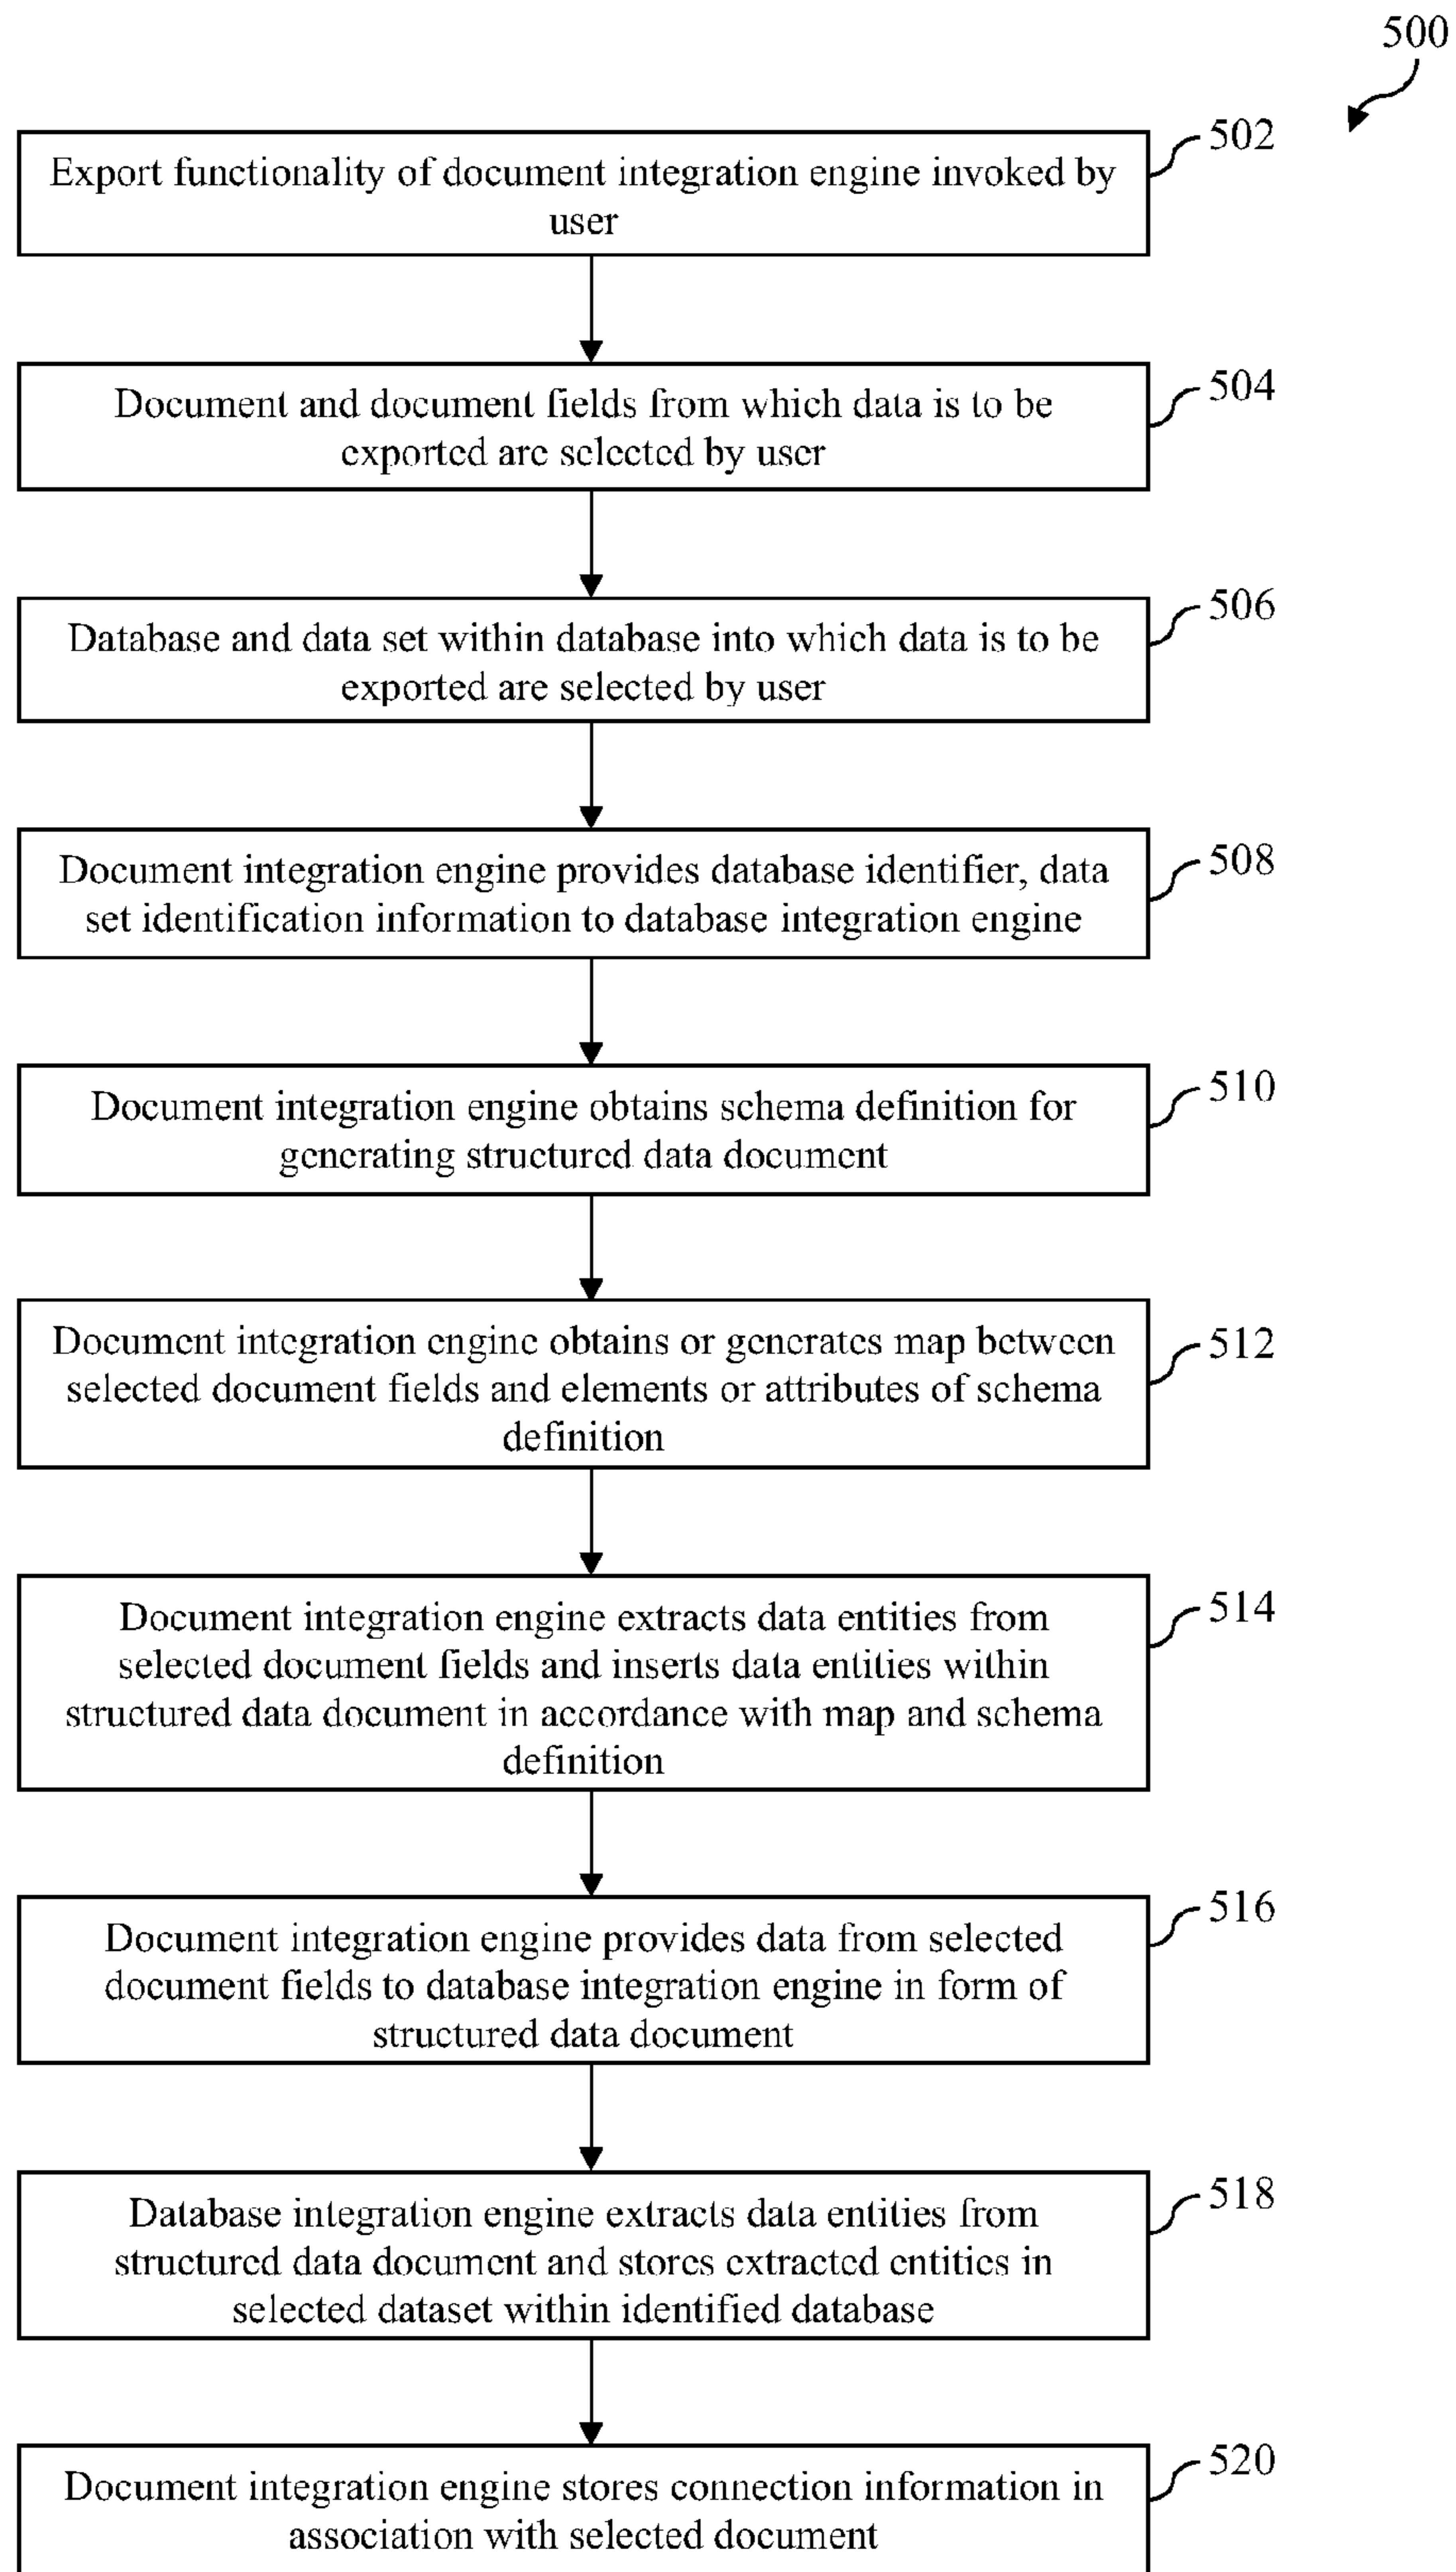 500
502
Export functionality of document integration engine invoked by
user
504
Document and document fields from which data is to be
exported are selected by user
506
Database and data set within database into which data is to be
exported are selected by user
508
Document integration engine provides database identifier, data
set identification information to database integration engine
510
Document integration engine obtains schema definition for
generating structured data document
512
Document integration engine obtains or generates map between
selected document fields and elements or attributes of schema
definition
514
Document integration engine extracts data entities from
selected document fields and inserts data entities within
structured data document in accordance with map and schema
definition
516
Document integration engine provides data from selected
document fields to database integration engine in form of
structured data document
518
Database integration engine extracts data entities from
structured data document and stores extracted entities in
selected dataset within identified database
520
Document integration engine stores connection information in
association with selected document